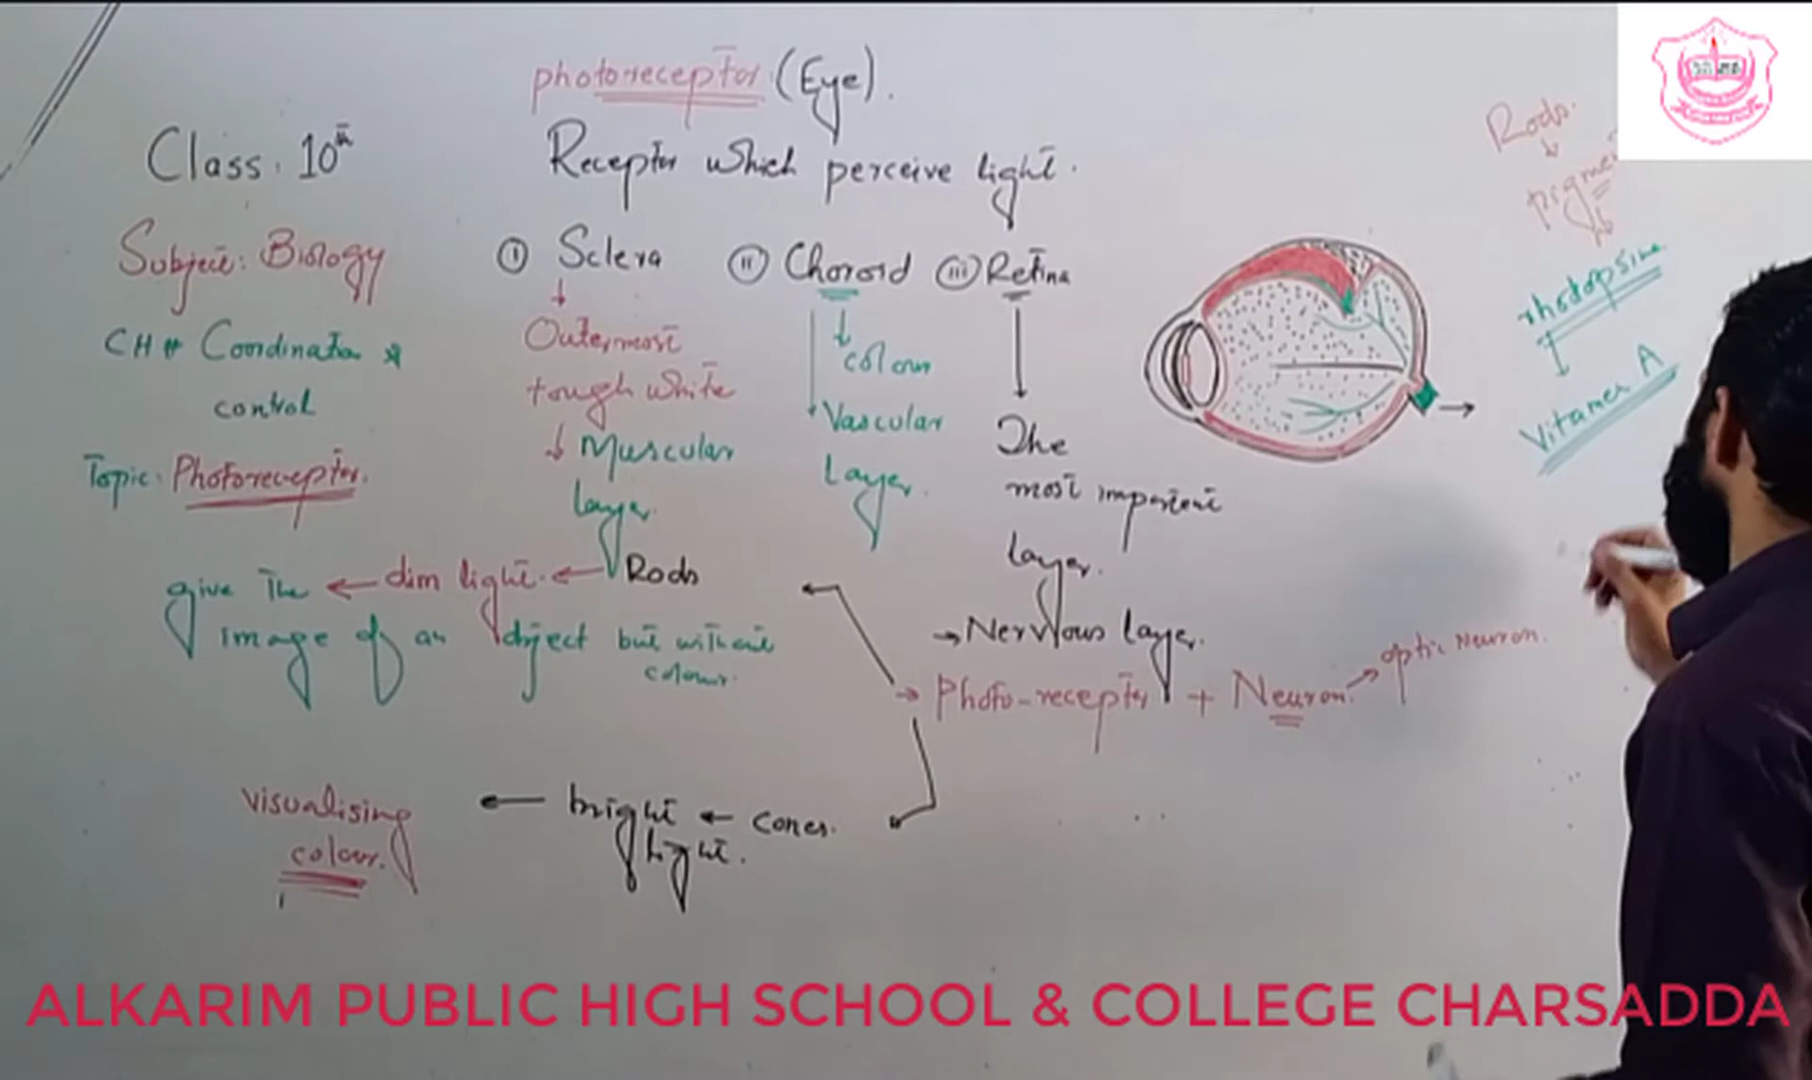 photoreceptor (Eye).
Class. 10th
Receptor which perceive light.
Subject: Biology
CH # Coordination &
control
Topic: Photoreceptor.
(i) Sclera
Outermost
tough white
Muscular
layer.
(ii) Choroid
colour
Vascular
Layer.
(iii) Retina
The
most important
layer.
→ Nervous layer.
→ Photo-receptor + Neuron. → optic neuron.
Rods
dim light.
give the
image of an object but without
colour.
cones.
bright
light.
visualising
colour.
Rods.
rhodopsine
Vitamen A
ALKARIM PUBLIC HIGH SCHOOL & COLLEGE CHARSADDA